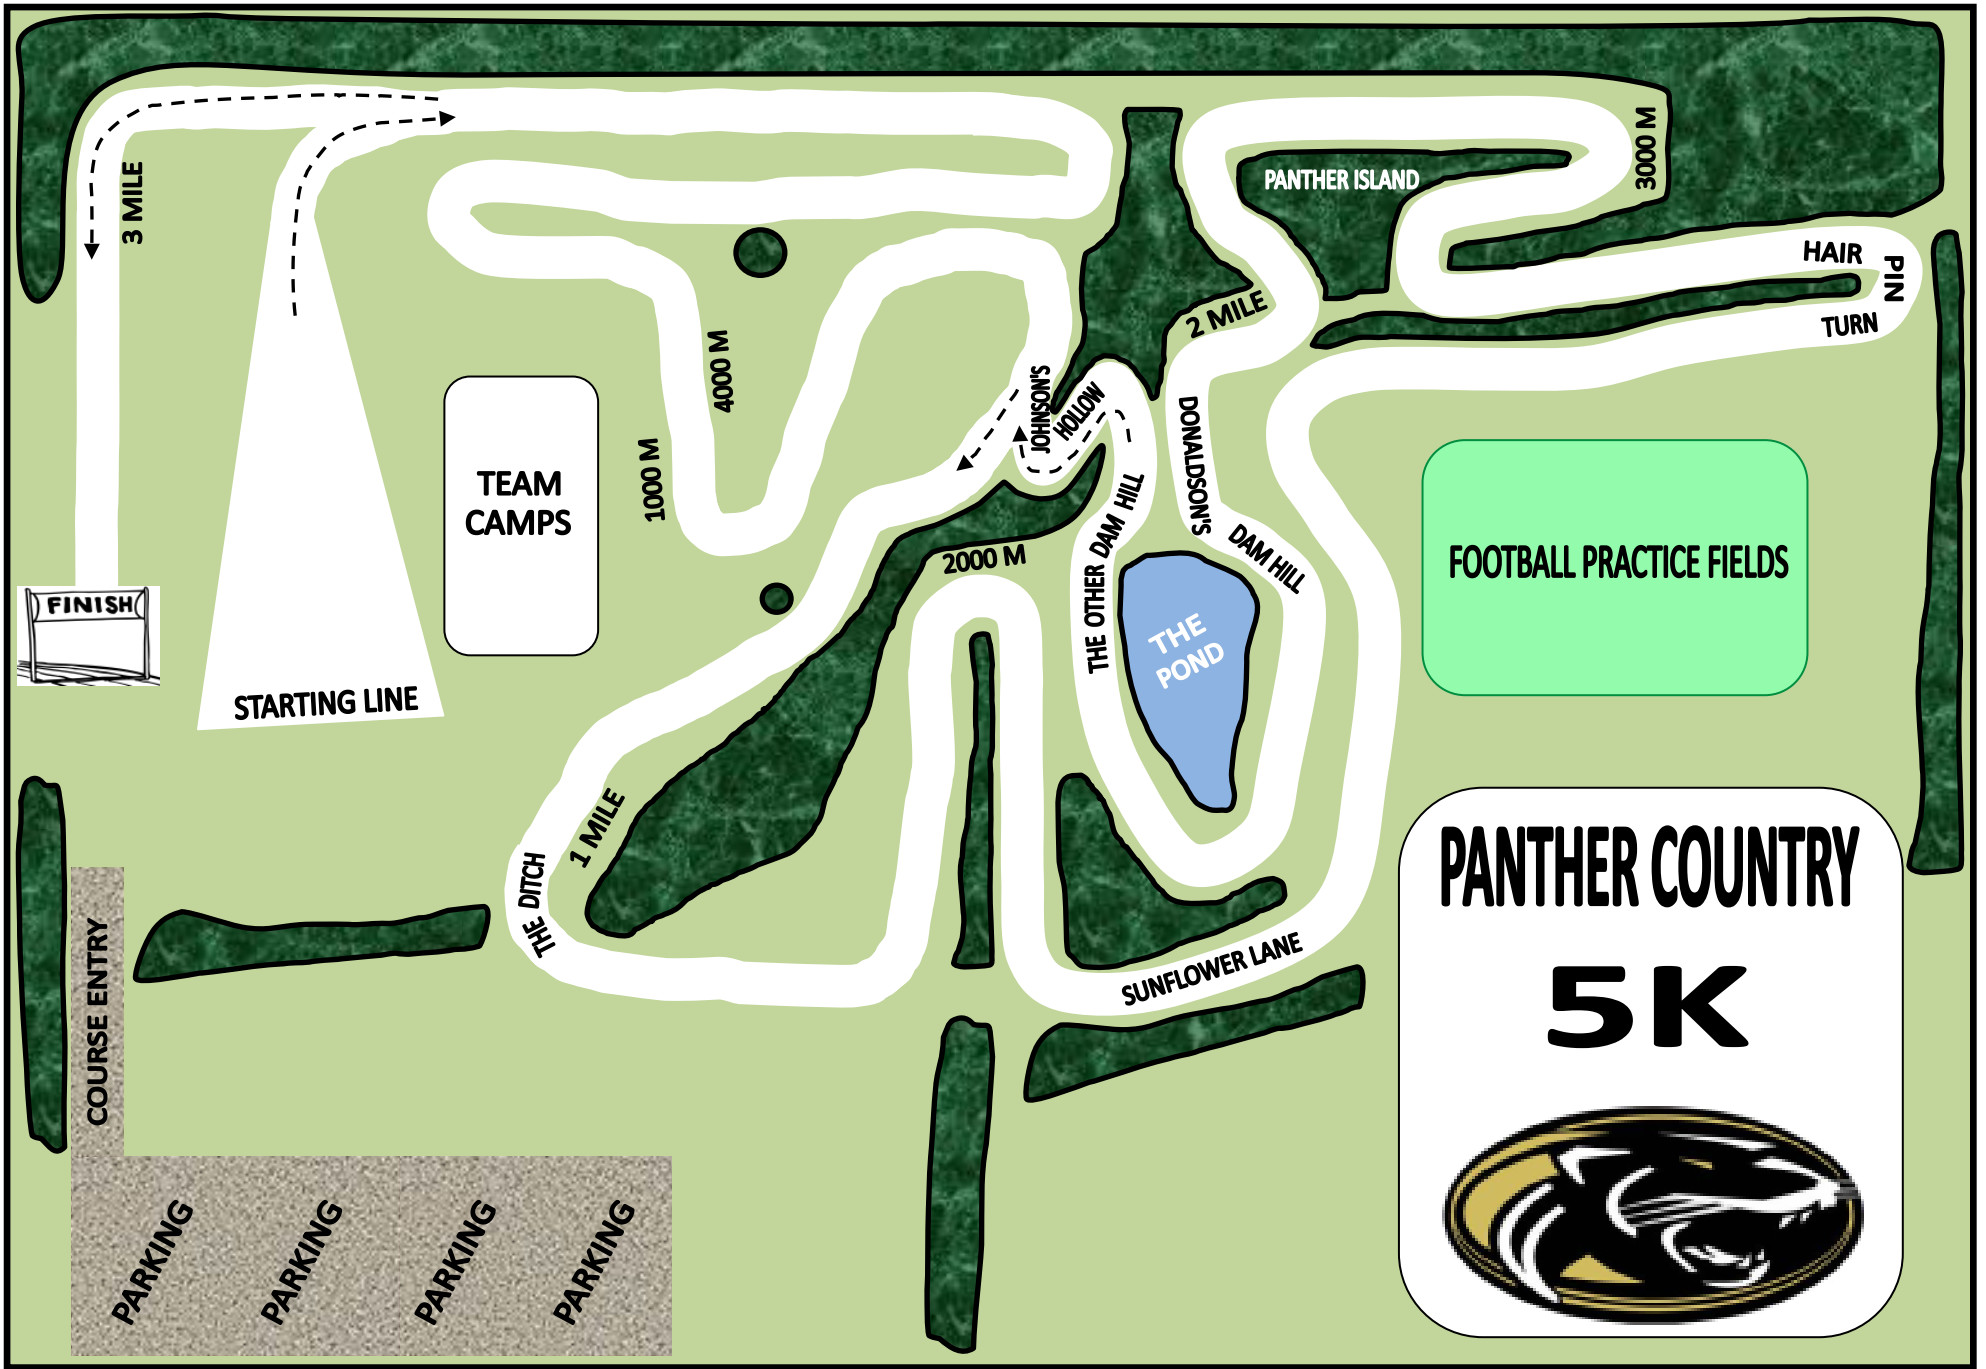 3 MILE
3000 M
PANTHER ISLAND
HAIR
PIN
TURN
2 MILE
4000 M
JOHNSON'S
HOLLOW
DONALDSON'S
DAM HILL
1000 M
TEAM
CAMPS
THE OTHER DAM HILL
2000 M
FOOTBALL PRACTICE FIELDS
FINISH
THE
POND
STARTING LINE
1 MILE
THE DITCH
SUNFLOWER LANE
COURSE ENTRY
PANTHER COUNTRY
5K
PARKING
PARKING
PARKING
PARKING